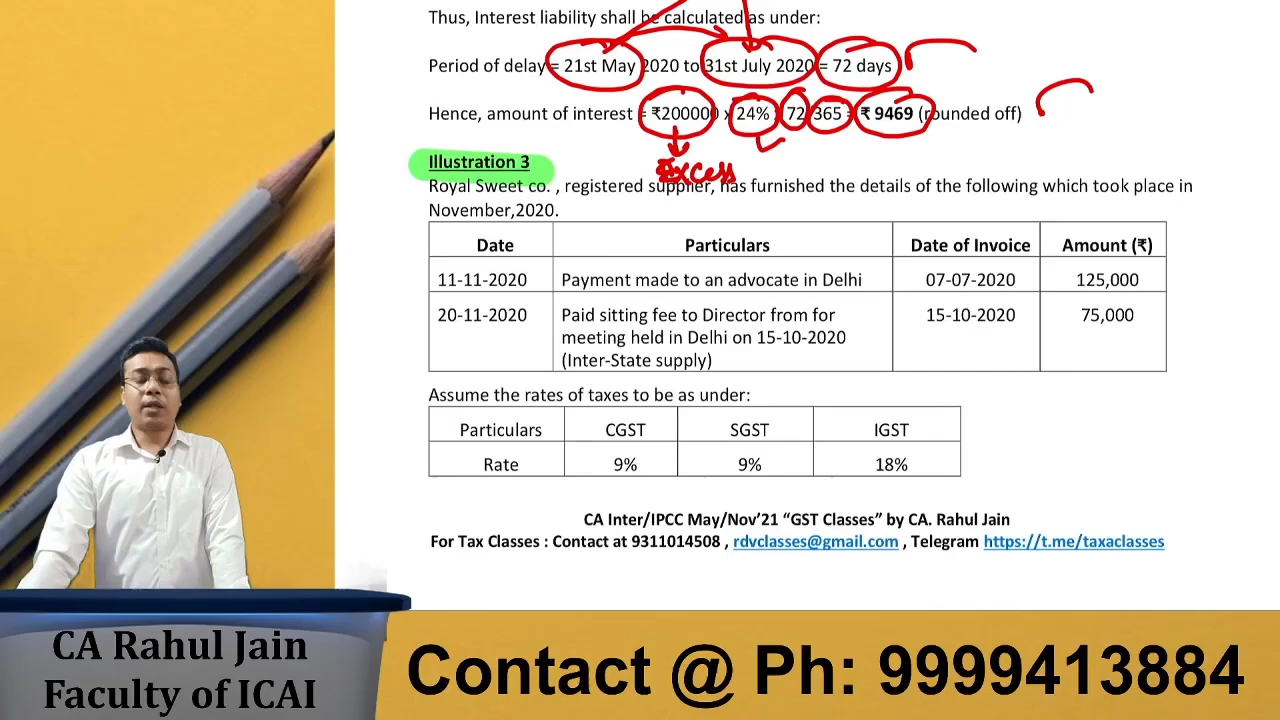 Thus, Interest liability shall be calculated as under:
Period of delay = 21st May 2020 to 31st July 2020 = 72 days
Hence, amount of interest = ₹200000 x 24% 72 365 = ₹ 9469 (rounded off)
Excess
Illustration 3
Royal Sweet co. , registered supplier, has furnished the details of the following which took place in
November,2020.
Date Particulars Date of Invoice Amount (₹)
11-11-2020 Payment made to an advocate in Delhi 07-07-2020 125,000
20-11-2020 Paid sitting fee to Director from for 15-10-2020 75,000
meeting held in Delhi on 15-10-2020
(Inter-State supply)
Assume the rates of taxes to be as under:
Particulars CGST SGST IGST
Rate 9% 9% 18%
CA Inter/IPCC May/Nov'21 “GST Classes” by CA. Rahul Jain
For Tax Classes : Contact at 9311014508 , rdvclasses@gmail.com , Telegram https://t.me/taxaclasses
CA Rahul Jain
Faculty of ICAI
Contact @ Ph: 9999413884